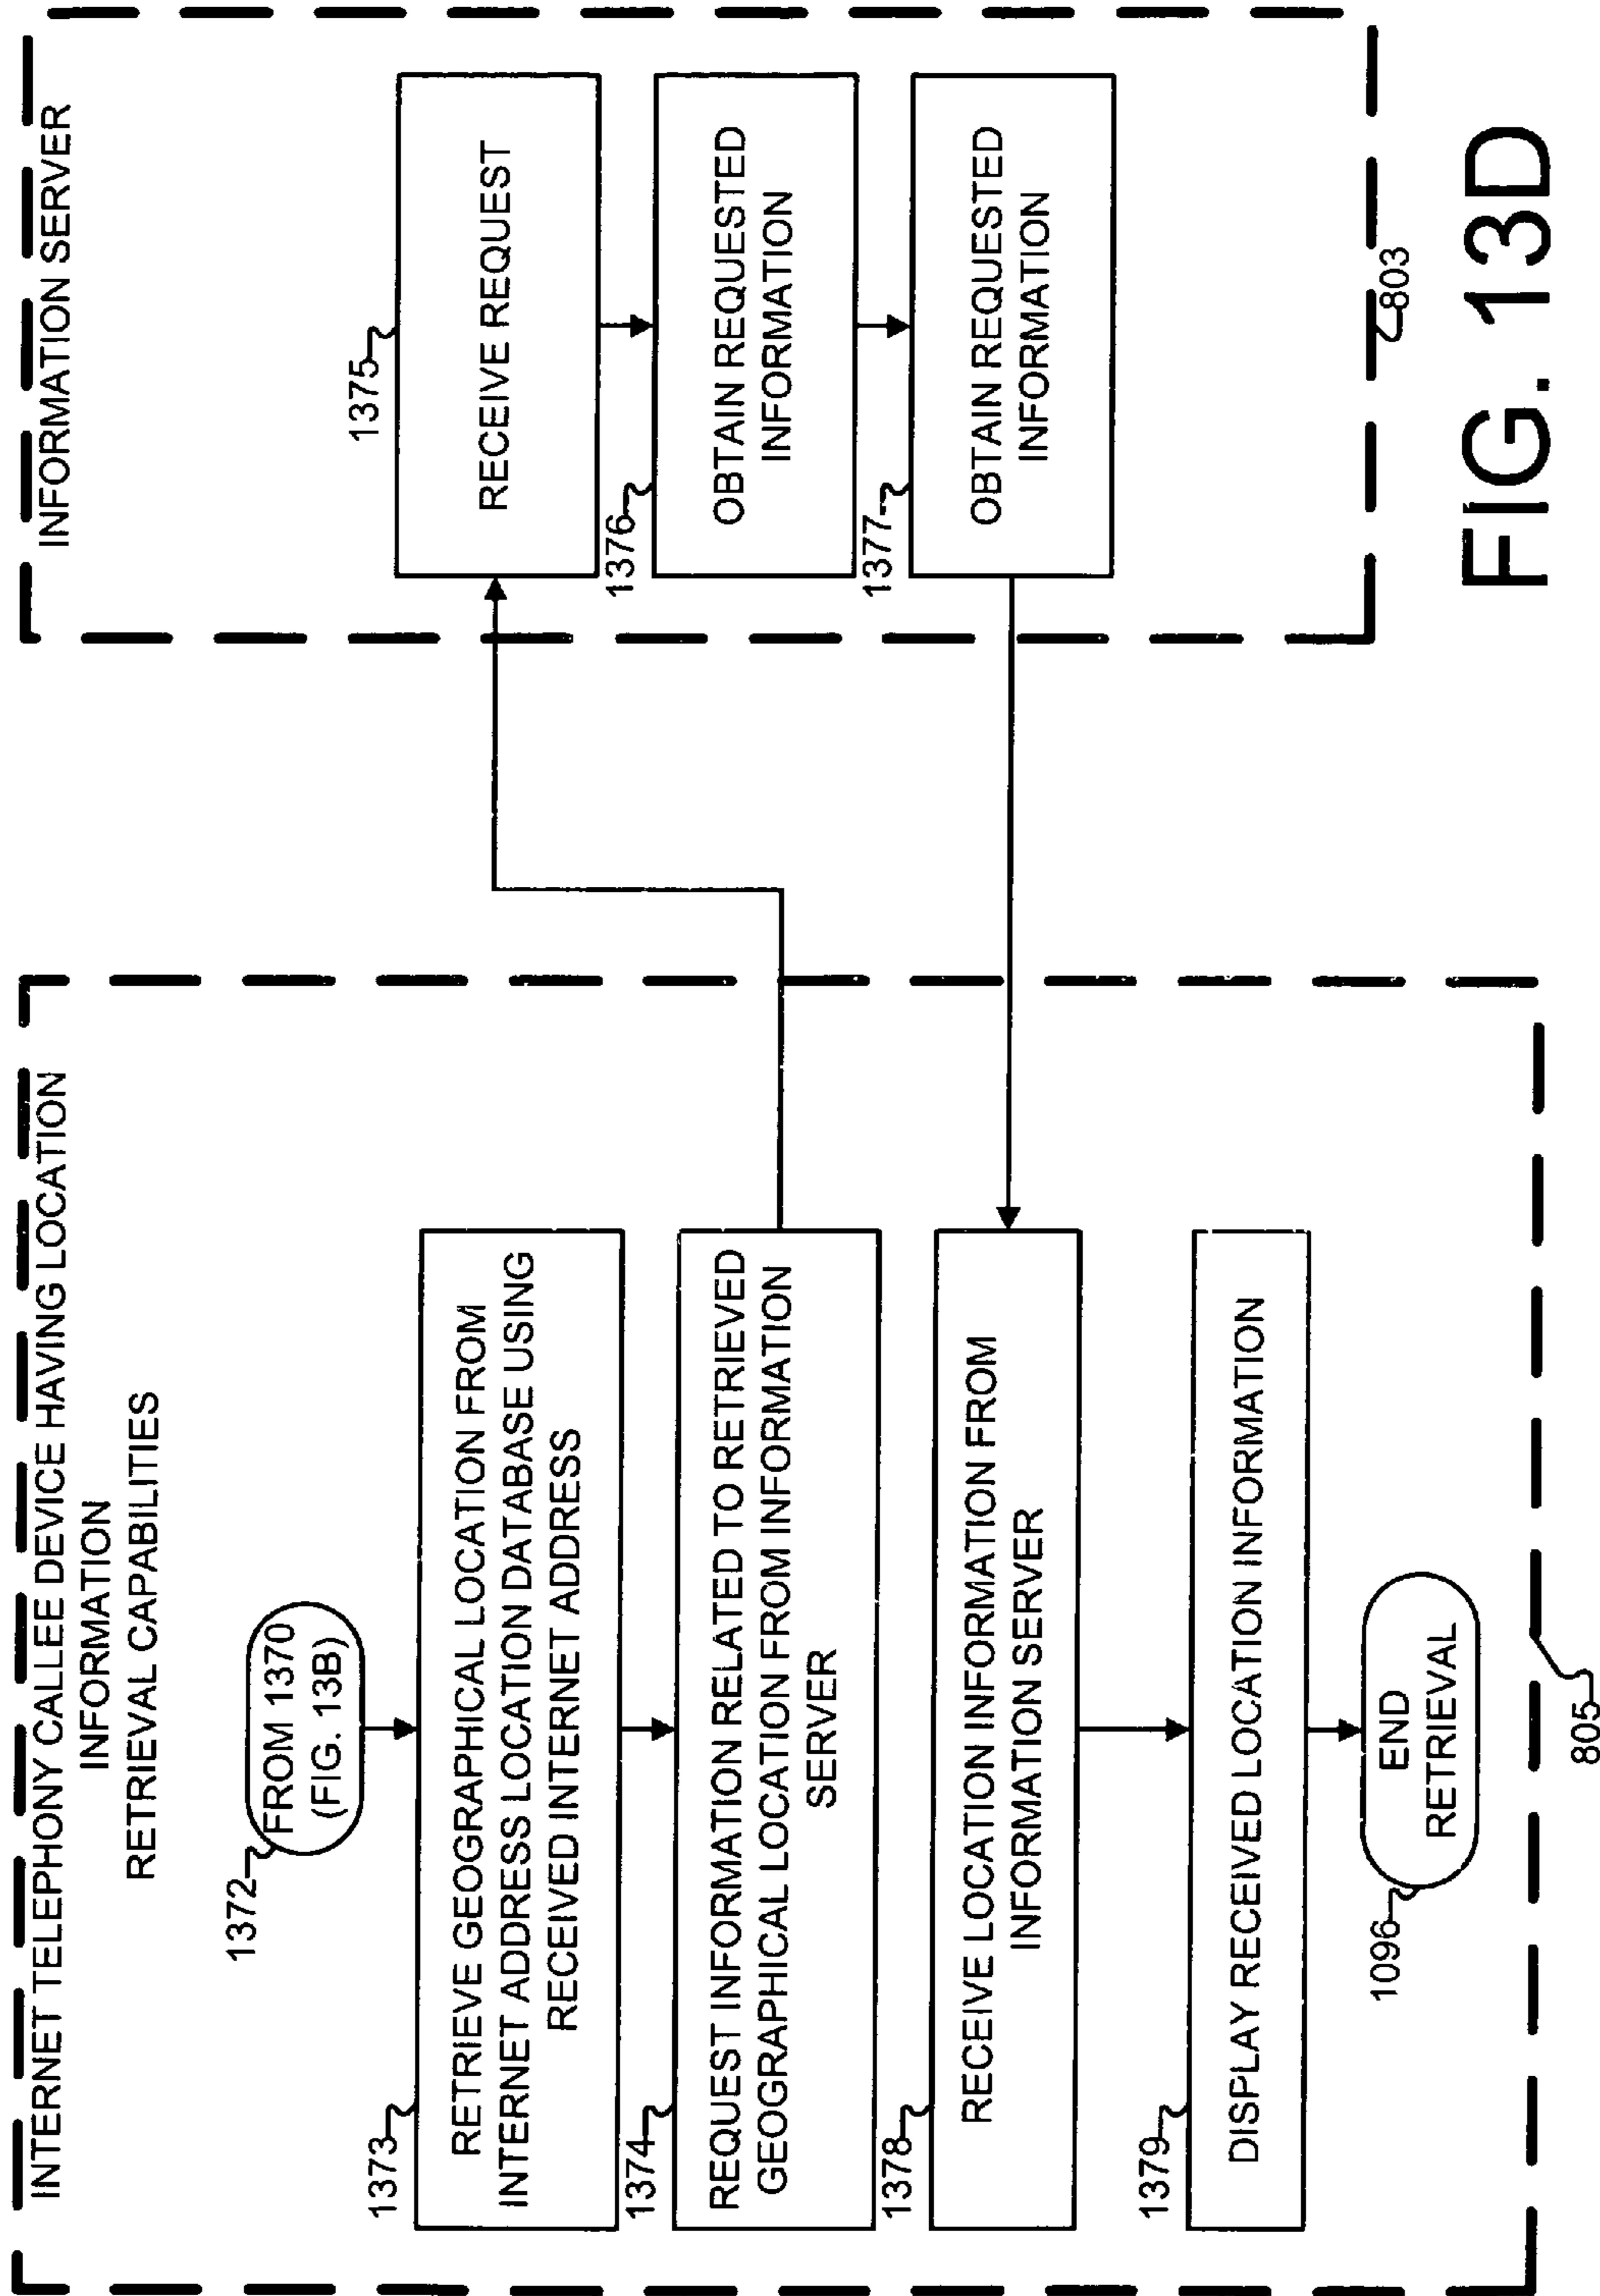 INTERNET TELEPHONY CALLEE DEVICE HAVING LOCATION
INFORMATION
RETRIEVAL CAPABILITIES
1372
FROM 1370
(FIG. 13B)
1373
RETRIEVE GEOGRAPHICAL LOCATION FROM
INTERNET ADDRESS LOCATION DATABASE USING
RECEIVED INTERNET ADDRESS
1374
REQUEST INFORMATION RELATED TO RETRIEVED
GEOGRAPHICAL LOCATION FROM INFORMATION
SERVER
1378
RECEIVE LOCATION INFORMATION FROM
INFORMATION SERVER
1379
DISPLAY RECEIVED LOCATION INFORMATION
1096
END
RETRIEVAL
805
INFORMATION SERVER
1375
RECEIVE REQUEST
1376
OBTAIN REQUESTED
INFORMATION
1377
OBTAIN REQUESTED
INFORMATION
803
FIG. 13D